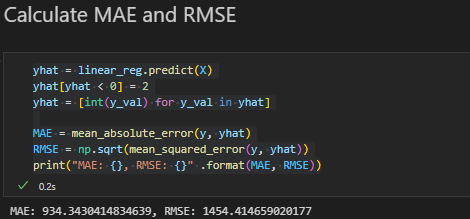 Calculate MAE and RMSE
yhat = linear_reg.predict(X)
yhat[yhat < 0] = 2
yhat = [int(y_val) for y_val in yhat]
MAE = mean_absolute_error(y, yhat)
RMSE = np.sqrt(mean_squared_error(y, yhat))
print("MAE: {}, RMSE: {}" .format(MAE, RMSE))
0.2s
MAE: 934.3430414834639, RMSE: 1454.414659020177